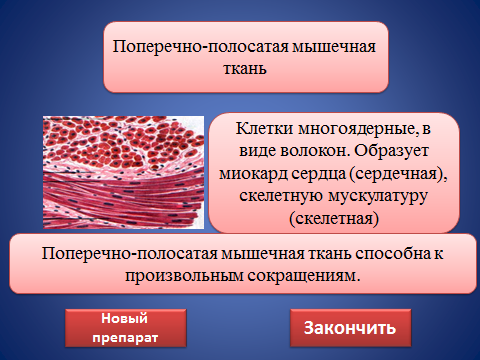 Поперечно-полосатая мышечная
ткань
Клетки многоядерные, в
виде волокон. Образует
миокард сердца (сердечная),
скелетную мускулатуру
(скелетная)
Поперечно-полосатая мышечная ткань способна к
произвольным сокращениям.
Новый
препарат
Закончить